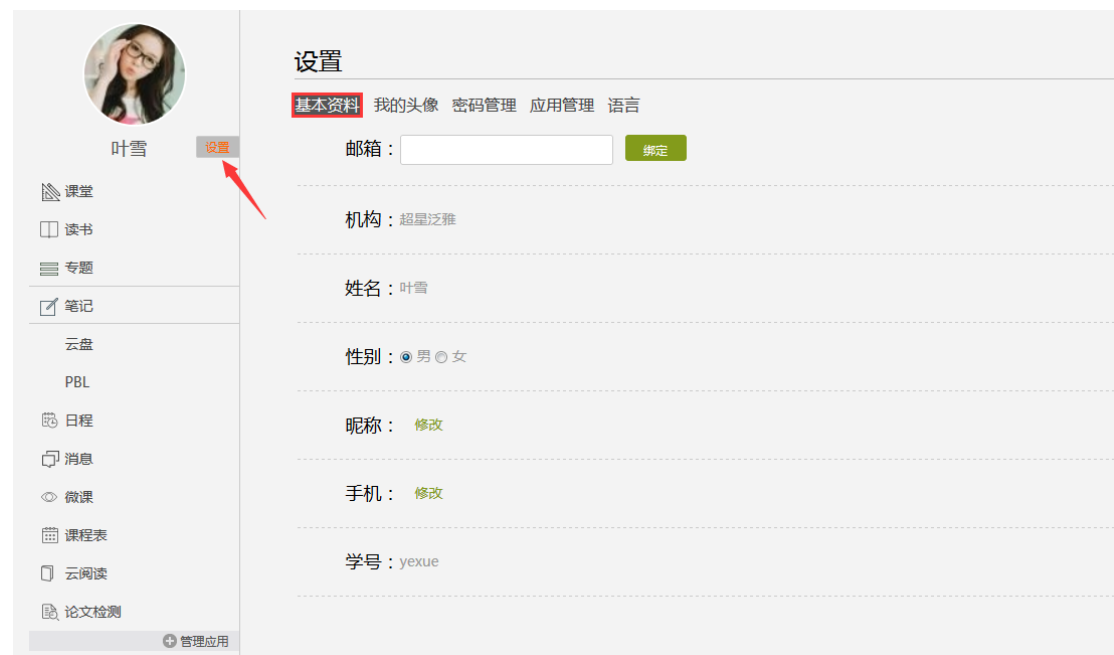 叶雪
设置
课堂
读书
专题
笔记
云盘
PBL
日程
消息
微课
课程表
云阅读
论文检测
管理应用
设置
基本资料 我的头像 密码管理 应用管理 语言
邮箱： 绑定
机构：超星泛雅
姓名：叶雪
性别：男 女
昵称： 修改
手机： 修改
学号：yexue